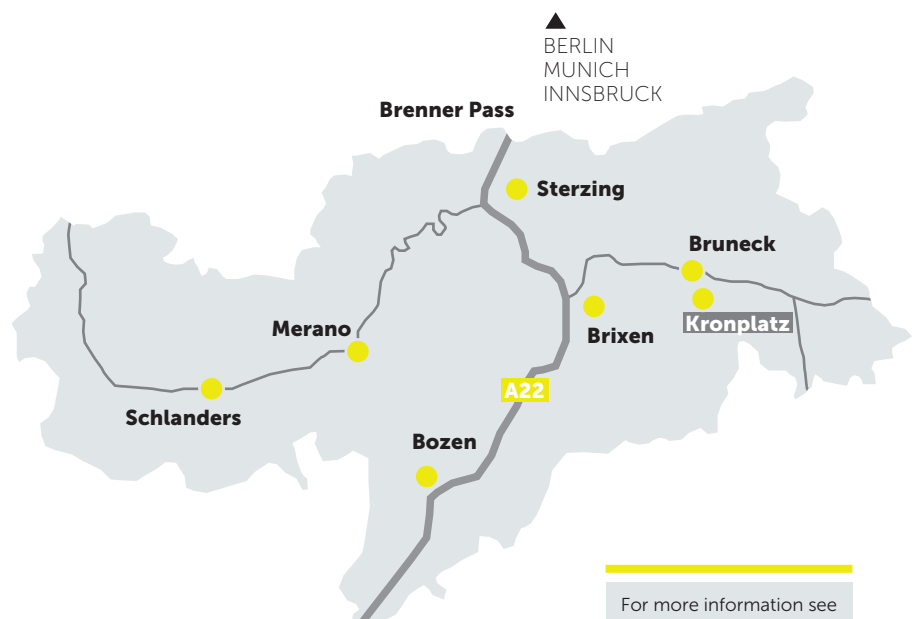 BERLIN
MUNICH
INNSBRUCK
Brenner Pass
Sterzing
Bruneck
Kronplatz
Brixen
Merano
A22
Schlanders
Bozen
For more information see